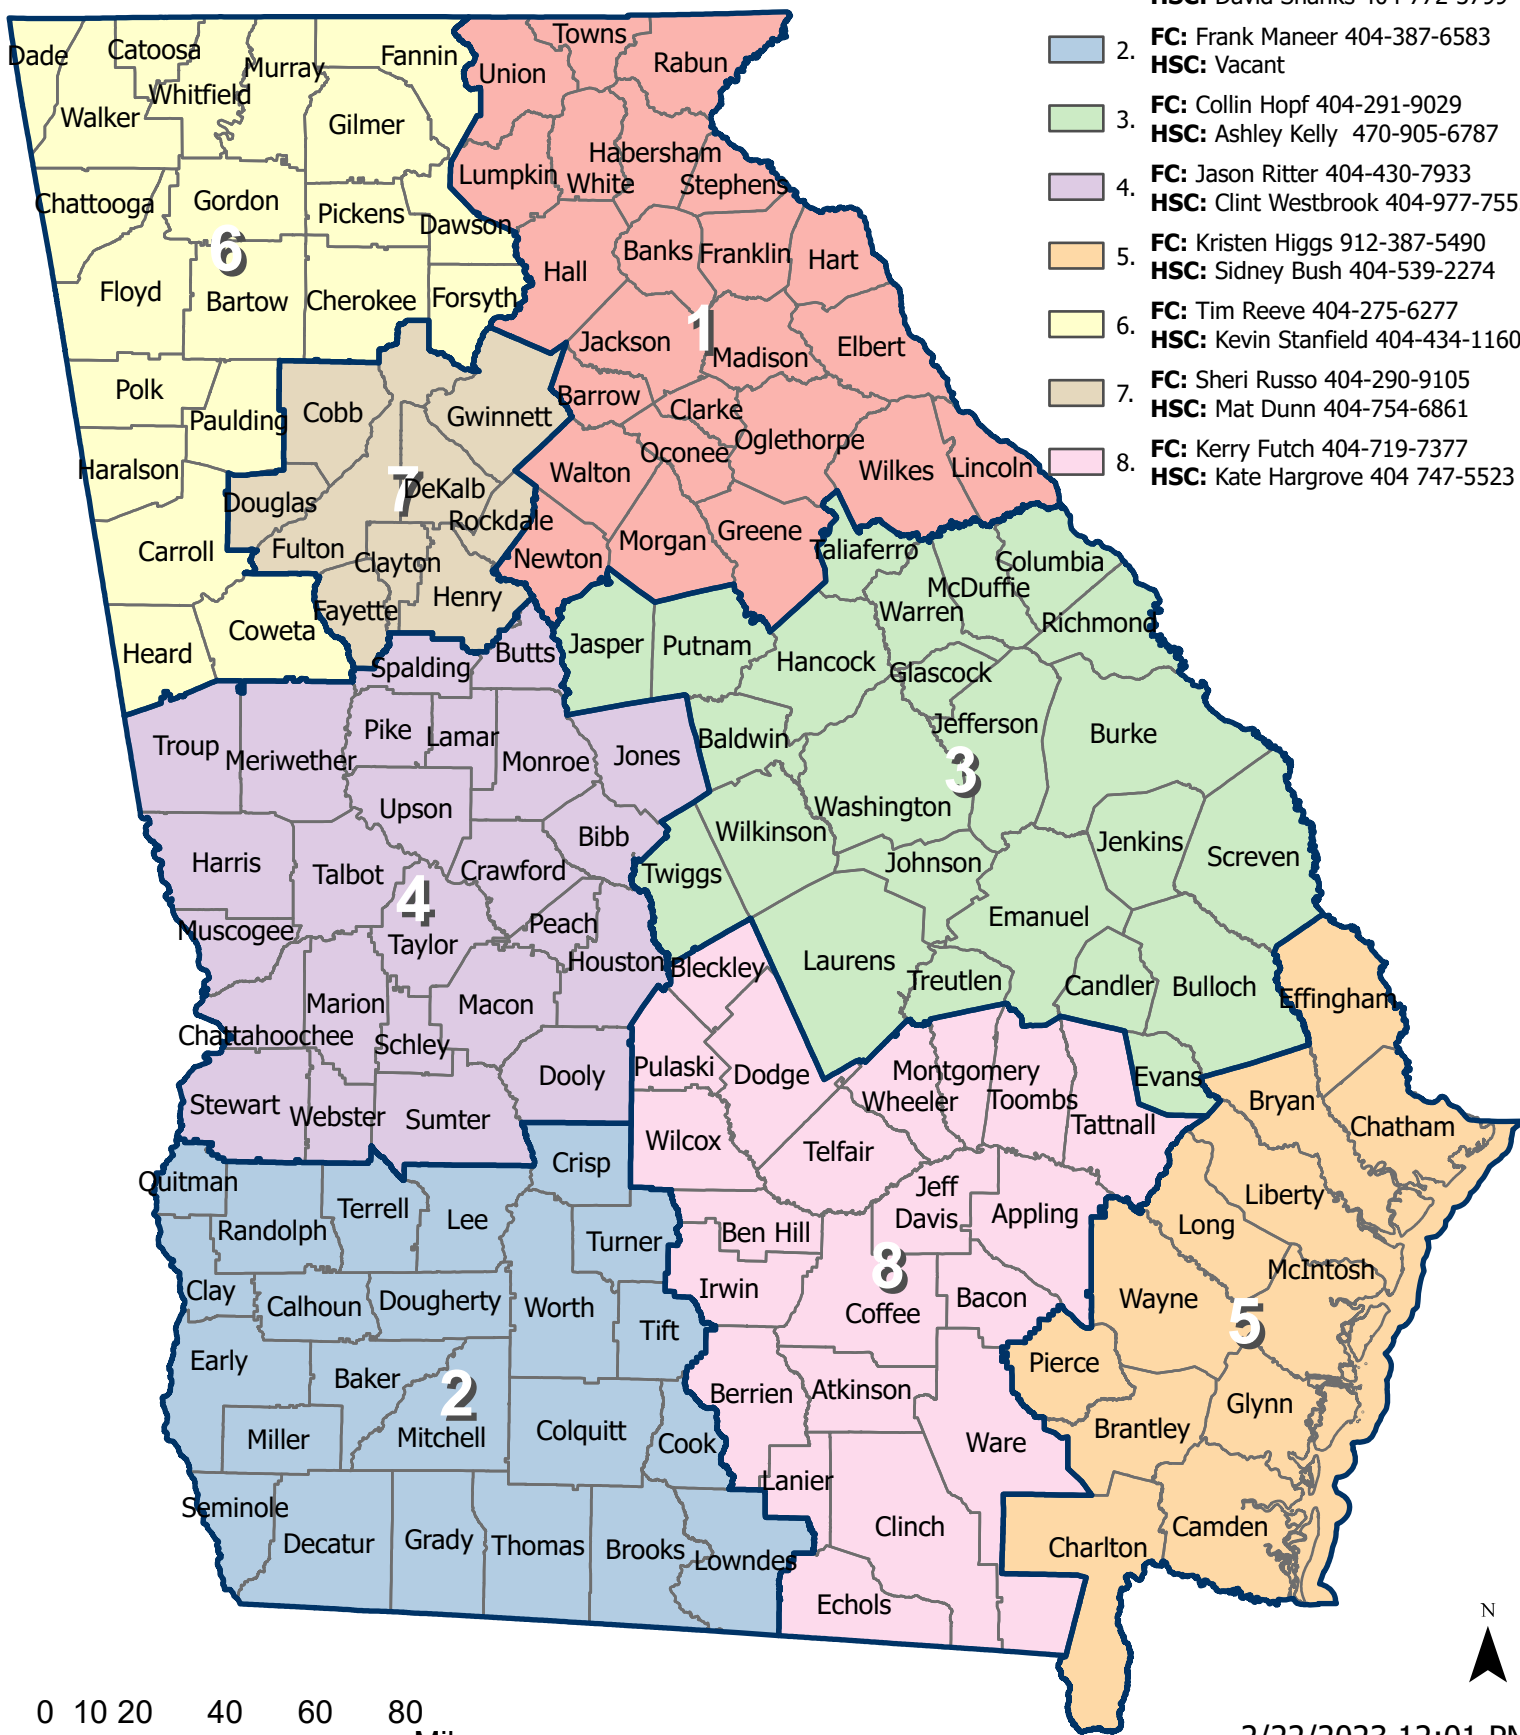 HSC: David Shanks 404-772-5799
2. FC: Frank Maneer 404-387-6583
HSC: Vacant
3. FC: Collin Hopf 404-291-9029
HSC: Ashley Kelly 470-905-6787
4. FC: Jason Ritter 404-430-7933
HSC: Clint Westbrook 404-977-755
5. FC: Kristen Higgs 912-387-5490
HSC: Sidney Bush 404-539-2274
6. FC: Tim Reeve 404-275-6277
HSC: Kevin Stanfield 404-434-1160
7. FC: Sheri Russo 404-290-9105
HSC: Mat Dunn 404-754-6861
8. FC: Kerry Futch 404-719-7377
HSC: Kate Hargrove 404 747-5523
Dade
Catoosa
Murray
Fannin
Whitfield
Walker
Gilmer
Chattooga
Gordon
Pickens
Dawson
6
Floyd
Bartow
Cherokee
Forsyth
Polk
Paulding
Haralson
Carroll
Coweta
Heard
Towns
Union
Rabun
Habersham
Lumpkin
White
Stephens
Banks
Franklin
Hart
Hall
1
Jackson
Madison
Elbert
Barrow
Clarke
Oconee
Oglethorpe
Walton
Wilkes
Lincoln
Newton
Morgan
Greene
Cobb
Gwinnett
7
DeKalb
Douglas
Rockdale
Fulton
Clayton
Fayette
Henry
Taliaferro
Columbia
McDuffie
Warren
Richmond
Jasper
Putnam
Hancock
Glascock
Baldwin
Jefferson
Burke
3
Washington
Wilkinson
Jenkins
Johnson
Screven
Twiggs
Emanuel
Laurens
Treutlen
Candler
Bulloch
Evans
Spalding
Butts
Troup
Meriwether
Pike
Lamar
Monroe
Jones
Upson
Bibb
Harris
Talbot
Crawford
4
Muscogee
Taylor
Peach
Houston
Marion
Macon
Chattahoochee
Schley
Dooly
Stewart
Webster
Sumter
Bleckley
Pulaski
Dodge
Montgomery
Wheeler
Toombs
Tattnall
Wilcox
Telfair
Jeff
Davis
Appling
Ben Hill
8
Irwin
Coffee
Bacon
Berrien
Atkinson
Ware
Lanier
Clinch
Echols
Effingham
Bryan
Chatham
Liberty
Long
McIntosh
Wayne
5
Pierce
Glynn
Brantley
Camden
Charlton
Crisp
Quitman
Terrell
Lee
Randolph
Turner
Clay
Calhoun
Dougherty
Worth
Tift
Early
Baker
2
Miller
Mitchell
Colquitt
Cook
Seminole
Decatur
Grady
Thomas
Brooks
Lowndes
N
0 10 20 40 60 80